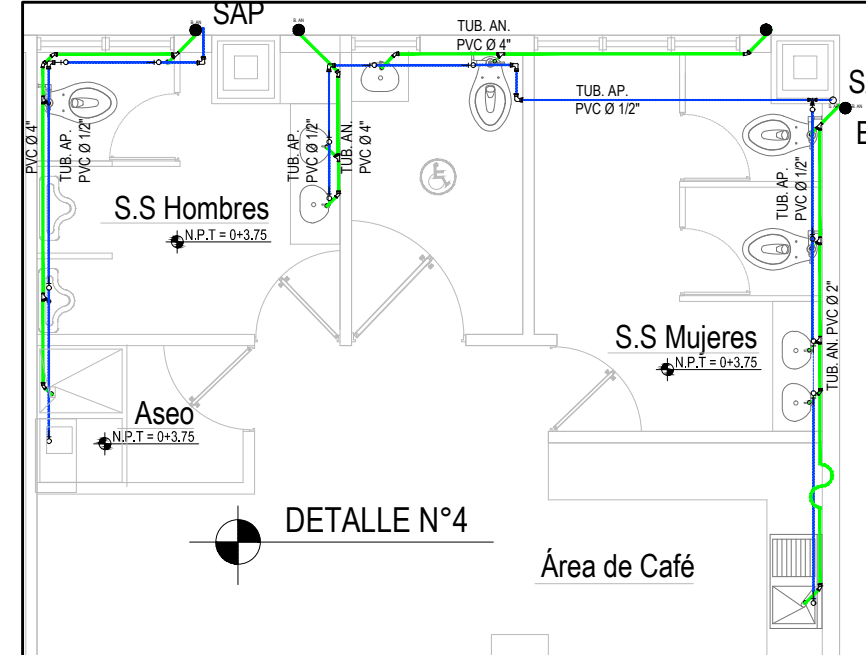 SAP
TUB. AN.
PVC Ø 4"
TUB. AP.
PVC Ø 1/2"
S
E
PVC Ø 4"
TUB. AP.
PVC Ø 1/2"
TUB. AP.
PVC Ø 1/2"
TUB. AN.
PVC Ø 4"
TUB. AP.
PVC Ø 1/2"
S.S Hombres
N.P.T = 0+3.75
S.S Mujeres
N.P.T = 0+3.75
TUB. AN. PVC Ø 2"
Aseo
N.P.T = 0+3.75
DETALLE N°4
Área de Café